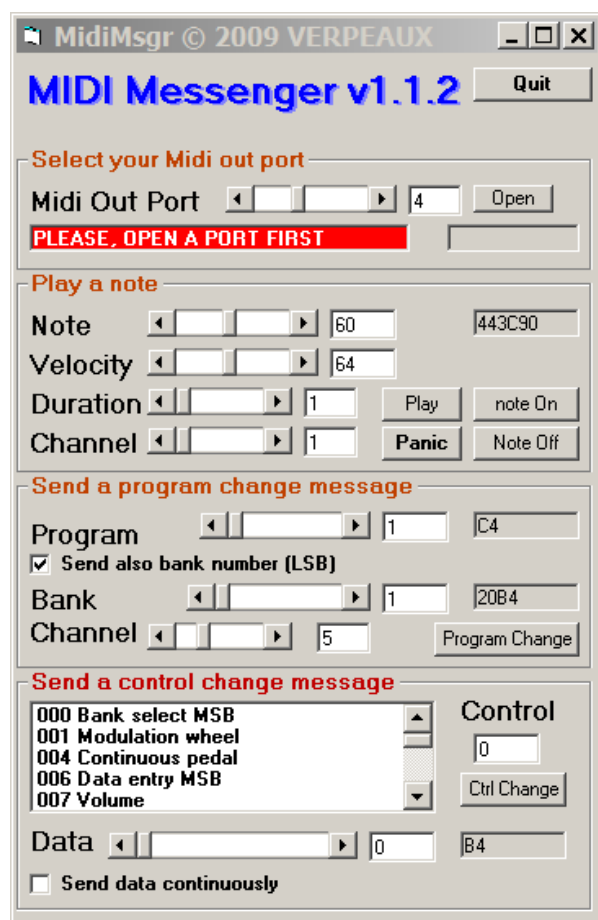 MidiMsgr © 2009 VERPEAUX
MIDI Messenger v1.1.2 Quit
Select your Midi out port
Midi Out Port 4 Open
PLEASE, OPEN A PORT FIRST
Play a note
Note 60 443C90
Velocity 64
Duration 1 Play note On
Channel 1 Panic Note Off
Send a program change message
Program 1 C4
Send also bank number (LSB)
Bank 1 20B4
Channel 5 Program Change
Send a control change message
000 Bank select MSB Control
001 Modulation wheel
004 Continuous pedal 0
006 Data entry MSB
007 Volume Ctrl Change
Data 0 B4
Send data continuously